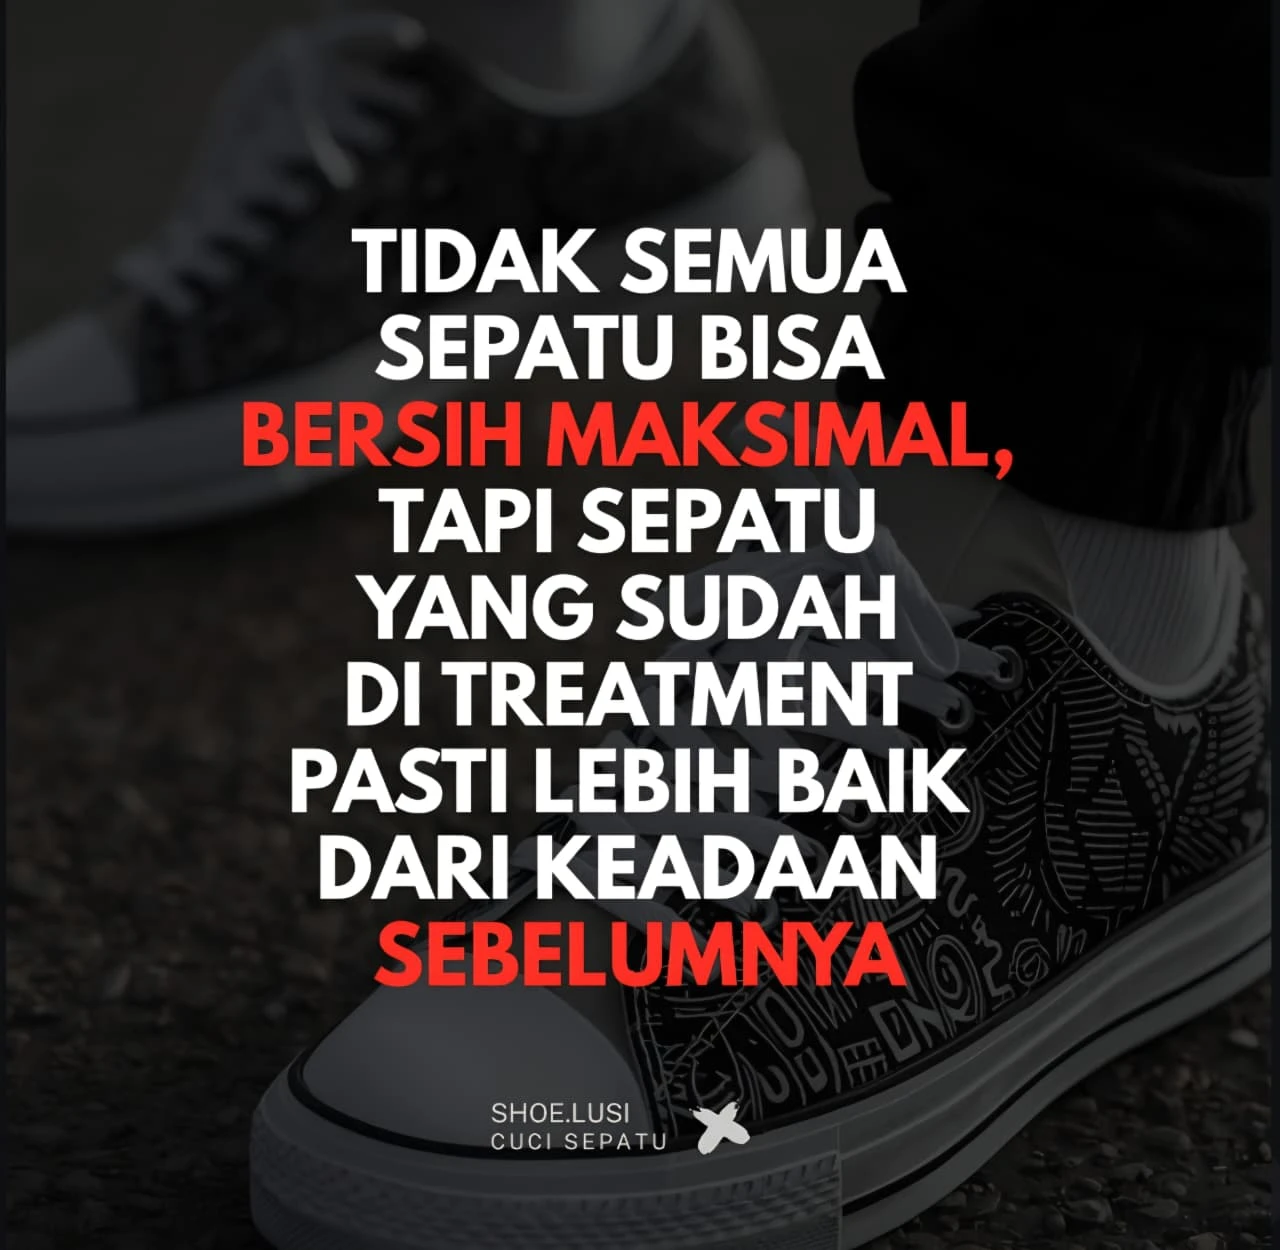 TIDAK SEMUA
SEPATU BISA
BERSIH MAKSIMAL,
TAPI SEPATU
YANG SUDAH
DI TREATMENT
PASTI LEBIH BAIK
DARI KEADAAN
SEBELUMNYA
SHOE.LUSI
CUCI SEPATU